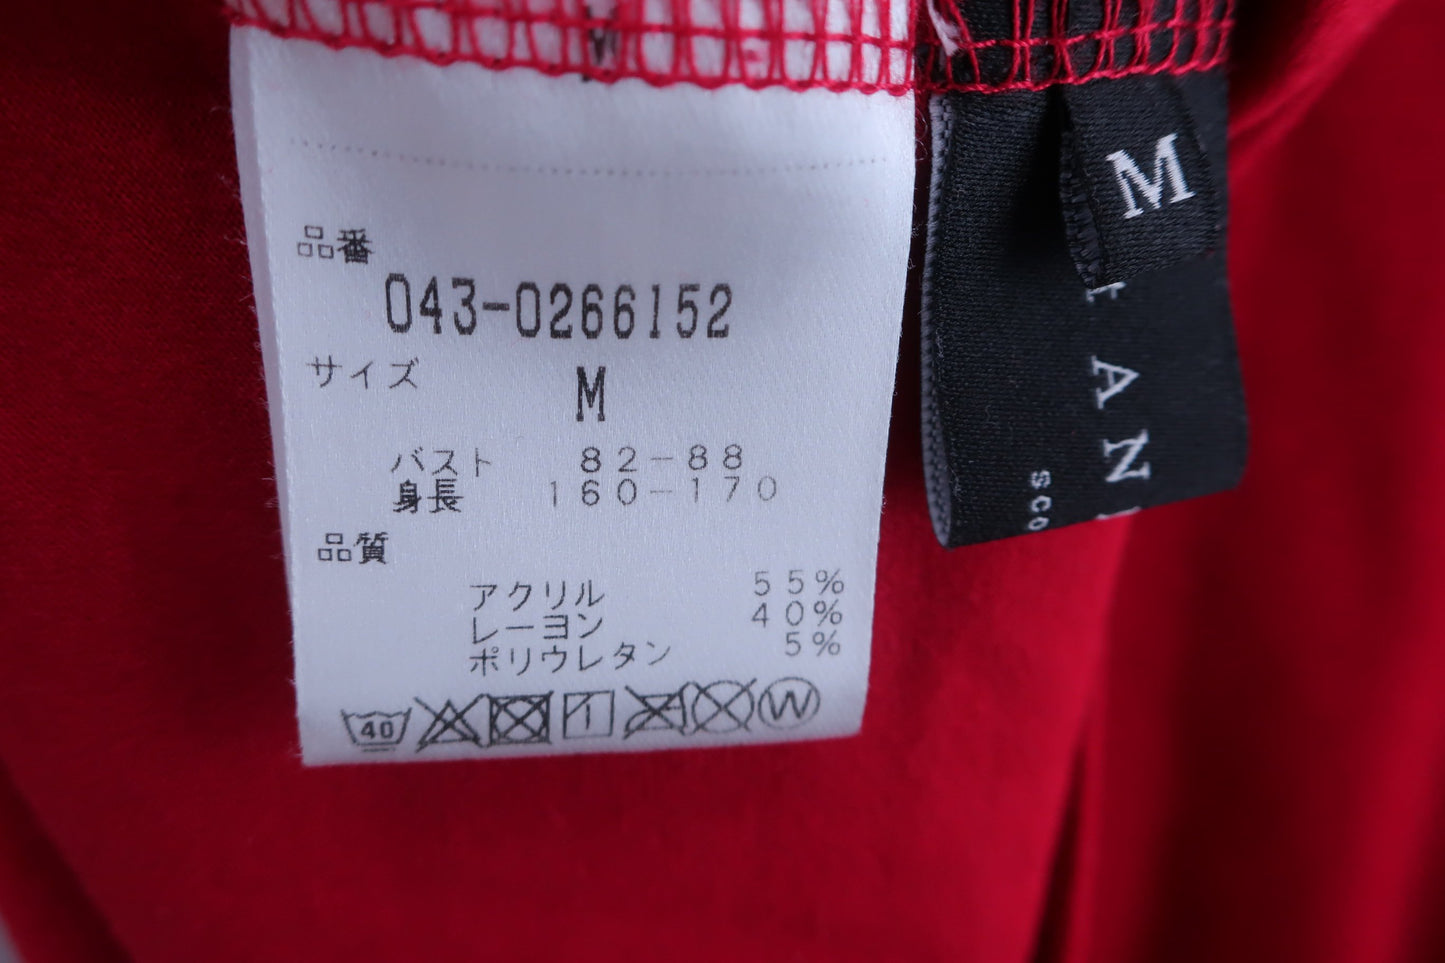 品番
043-0266152
サイズ M
バスト 82-88
身長 160-170
品質
アクリル 55%
レーヨン 40%
ポリウレタン 5%
40
W
M
AN
sco